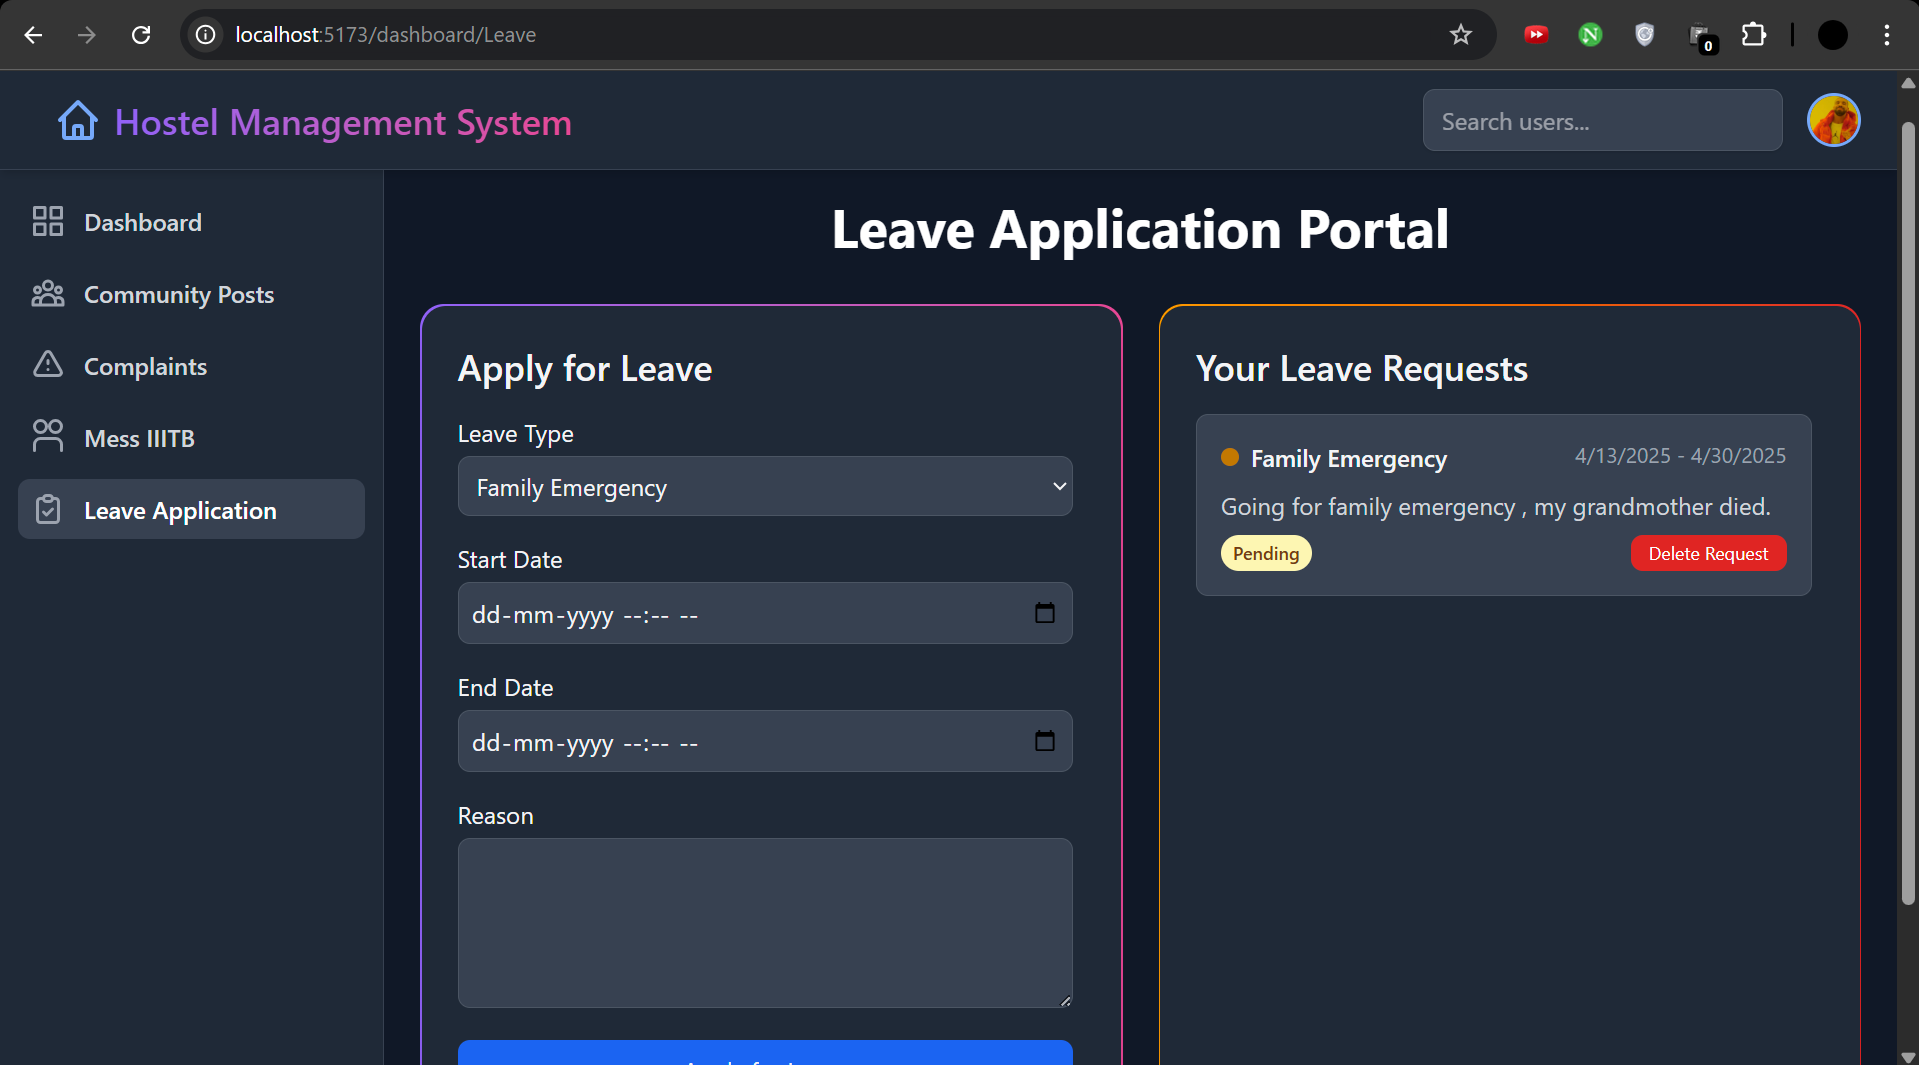 localhost:5173/dashboard/Leave
0
Hostel Management System
Search users...
Dashboard
Community Posts
Complaints
Mess IIITB
Leave Application
Leave Application Portal
Apply for Leave
Leave Type
Family Emergency
Start Date
dd-mm-yyyy --:-- --
End Date
dd-mm-yyyy --:-- --
Reason
Your Leave Requests
Family Emergency
4/13/2025 - 4/30/2025
Going for family emergency , my grandmother died.
Pending
Delete Request